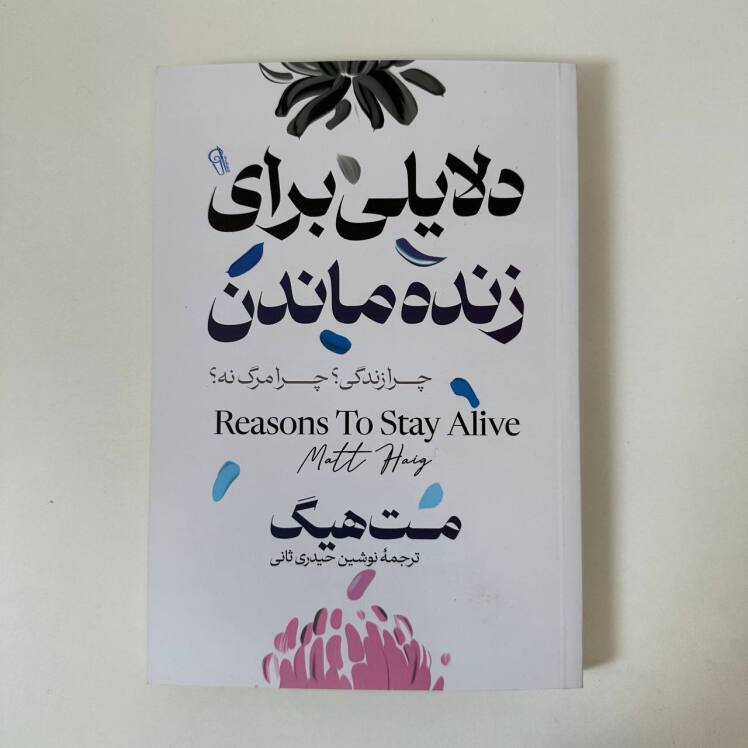 دلایلی برای
زنده ماندن
چرا زندگی؟ چرا مرگ نه؟
Reasons To Stay Alive
Matt Haig
مت هیگ
ترجمهٔ نوشین حیدری ثانی